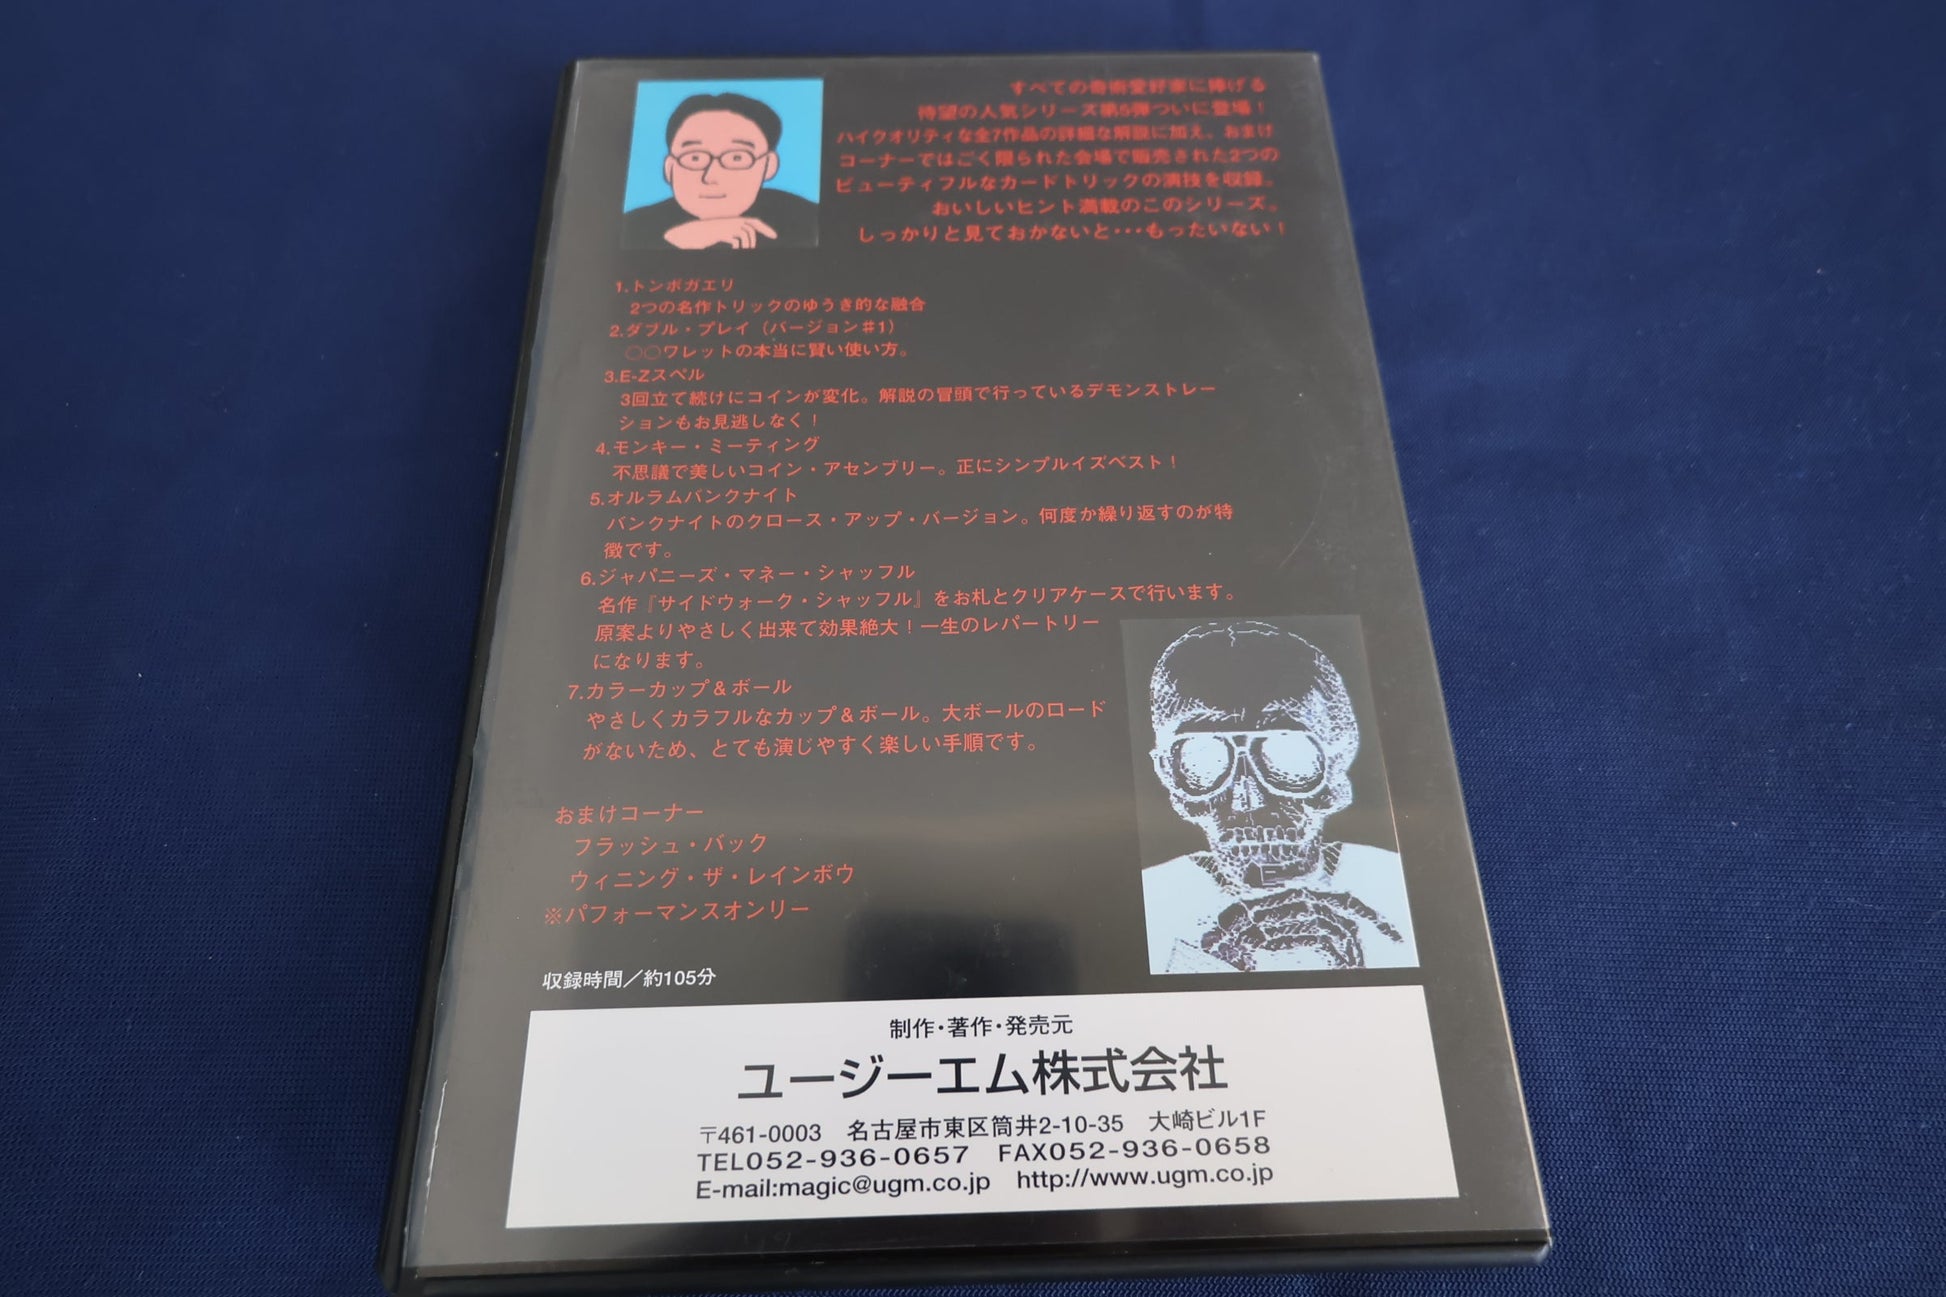 すべての奇術愛好家に捧げる
待望の人気シリーズ第5弾ついに登場！
ハイクオリティな全7作品の詳細な解説に加え、おまけ
コーナーではごく限られた会場で販売された2つの
ビューティフルなカードトリックの演技を収録。
おいしいヒント満載のこのシリーズ。
しっかりと見ておかないと・・・もったいない！
1.トンボガエリ
2つの名作トリックのゆうき的な融合
2.ダブル・プレイ（バージョン＃1）
○○ワレットの本当に賢い使い方。
3.E-Zスペル
3回立て続けにコインが変化。解説の冒頭で行っているデモンストレー
ションもお見逃しなく！
4.モンキー・ミーティング
不思議で美しいコイン・アセンブリー。正にシンプルイズベスト！
5.オルラムバンクナイト
バンクナイトのクロース・アップ・バージョン。何度か繰り返すのが特
徴です。
6.ジャパニーズ・マネー・シャッフル
名作『サイドウォーク・シャッフル』をお札とクリアケースで行います。
原案よりやさしく出来て効果絶大！一生のレパートリー
になります。
7.カラーカップ＆ボール
やさしくカラフルなカップ＆ボール。大ボールのロード
がないため、とても演じやすく楽しい手順です。
おまけコーナー
フラッシュ・バック
ウィニング・ザ・レインボウ
※パフォーマンスオンリー
収録時間／約105分
制作・著作・発売元
ユージーエム株式会社
〒461-0003　名古屋市東区筒井2-10-35　大崎ビル1F
TEL052-936-0657　FAX052-936-0658
E-mail:magic@ugm.co.jp　http://www.ugm.co.jp